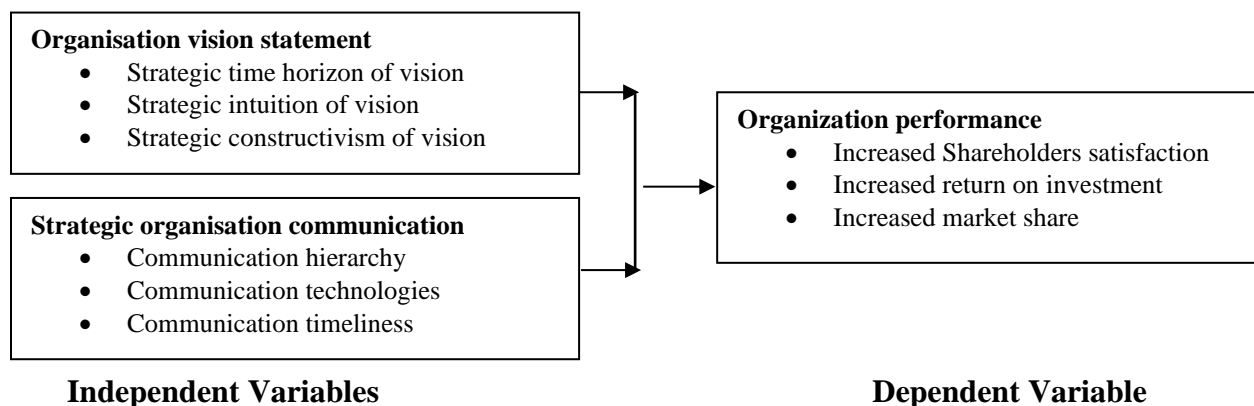 Organisation vision statement
• Strategic time horizon of vision
• Strategic intuition of vision
• Strategic constructivism of vision
Strategic organisation communication
• Communication hierarchy
• Communication technologies
• Communication timeliness
Independent Variables
Organization performance
• Increased Shareholders satisfaction
• Increased return on investment
• Increased market share
Dependent Variable